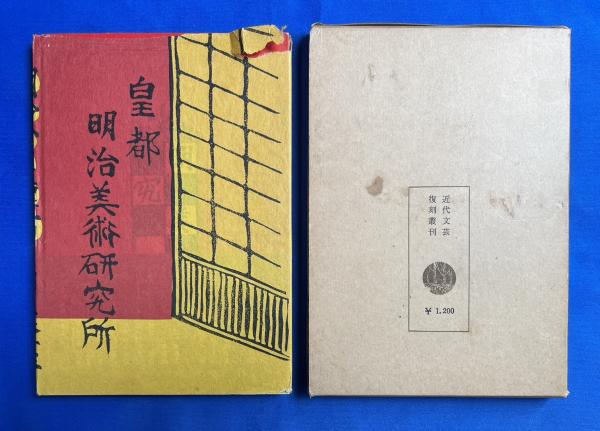 皇都
明治美術研究所
近代文芸
復刻叢刊
¥ 1,200